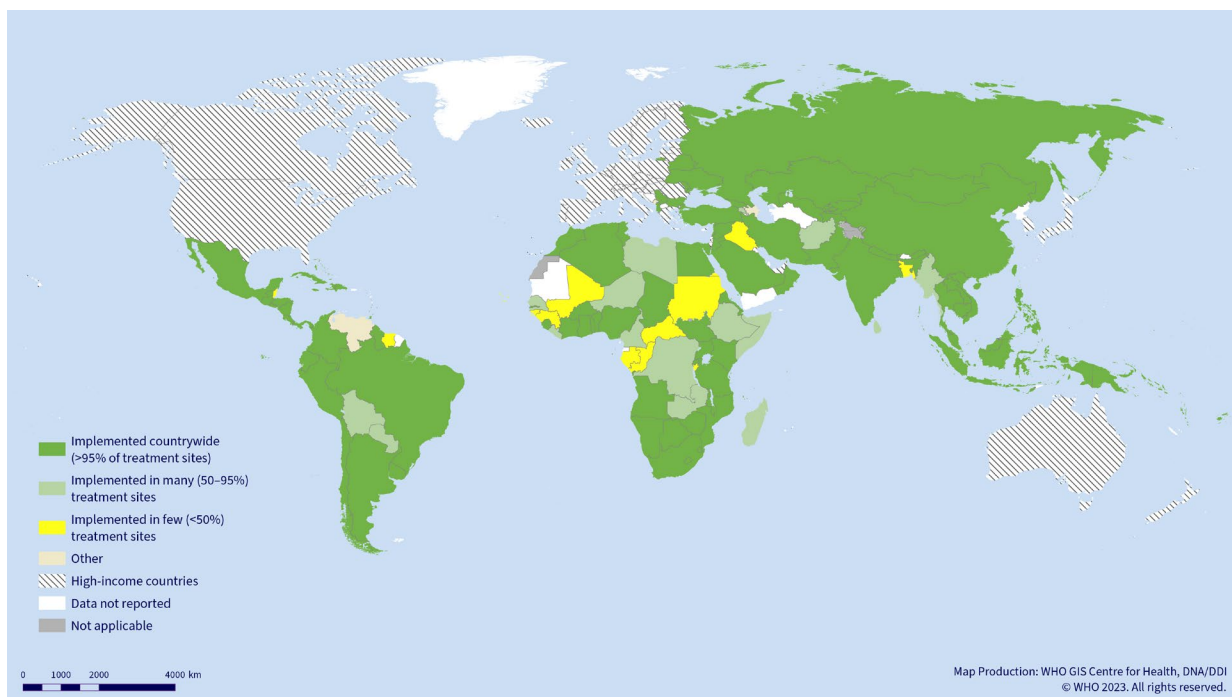 Implemented countrywide
(>95% of treatment sites)
Implemented in many (50–95%)
treatment sites
Implemented in few (<50%)
treatment sites
Other
High-income countries
Data not reported
Not applicable
0 1000 2000 4000 km
Map Production: WHO GIS Centre for Health, DNA/DDI
© WHO 2023. All rights reserved.